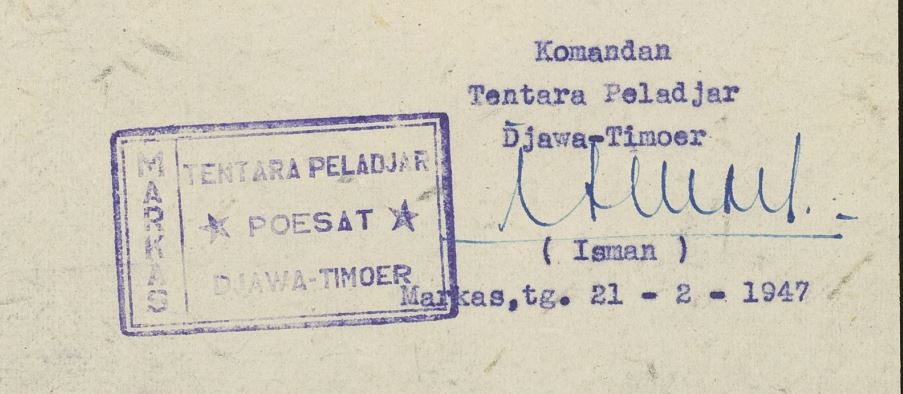 Komandan
Tentara Peladjar
Djawa-Timoer
( Isman )
Markas,tg. 21 - 2 - 1947
MARKAS
TENTARA PELADJAR
★ POESAT ★
DJAWA-TIMOER